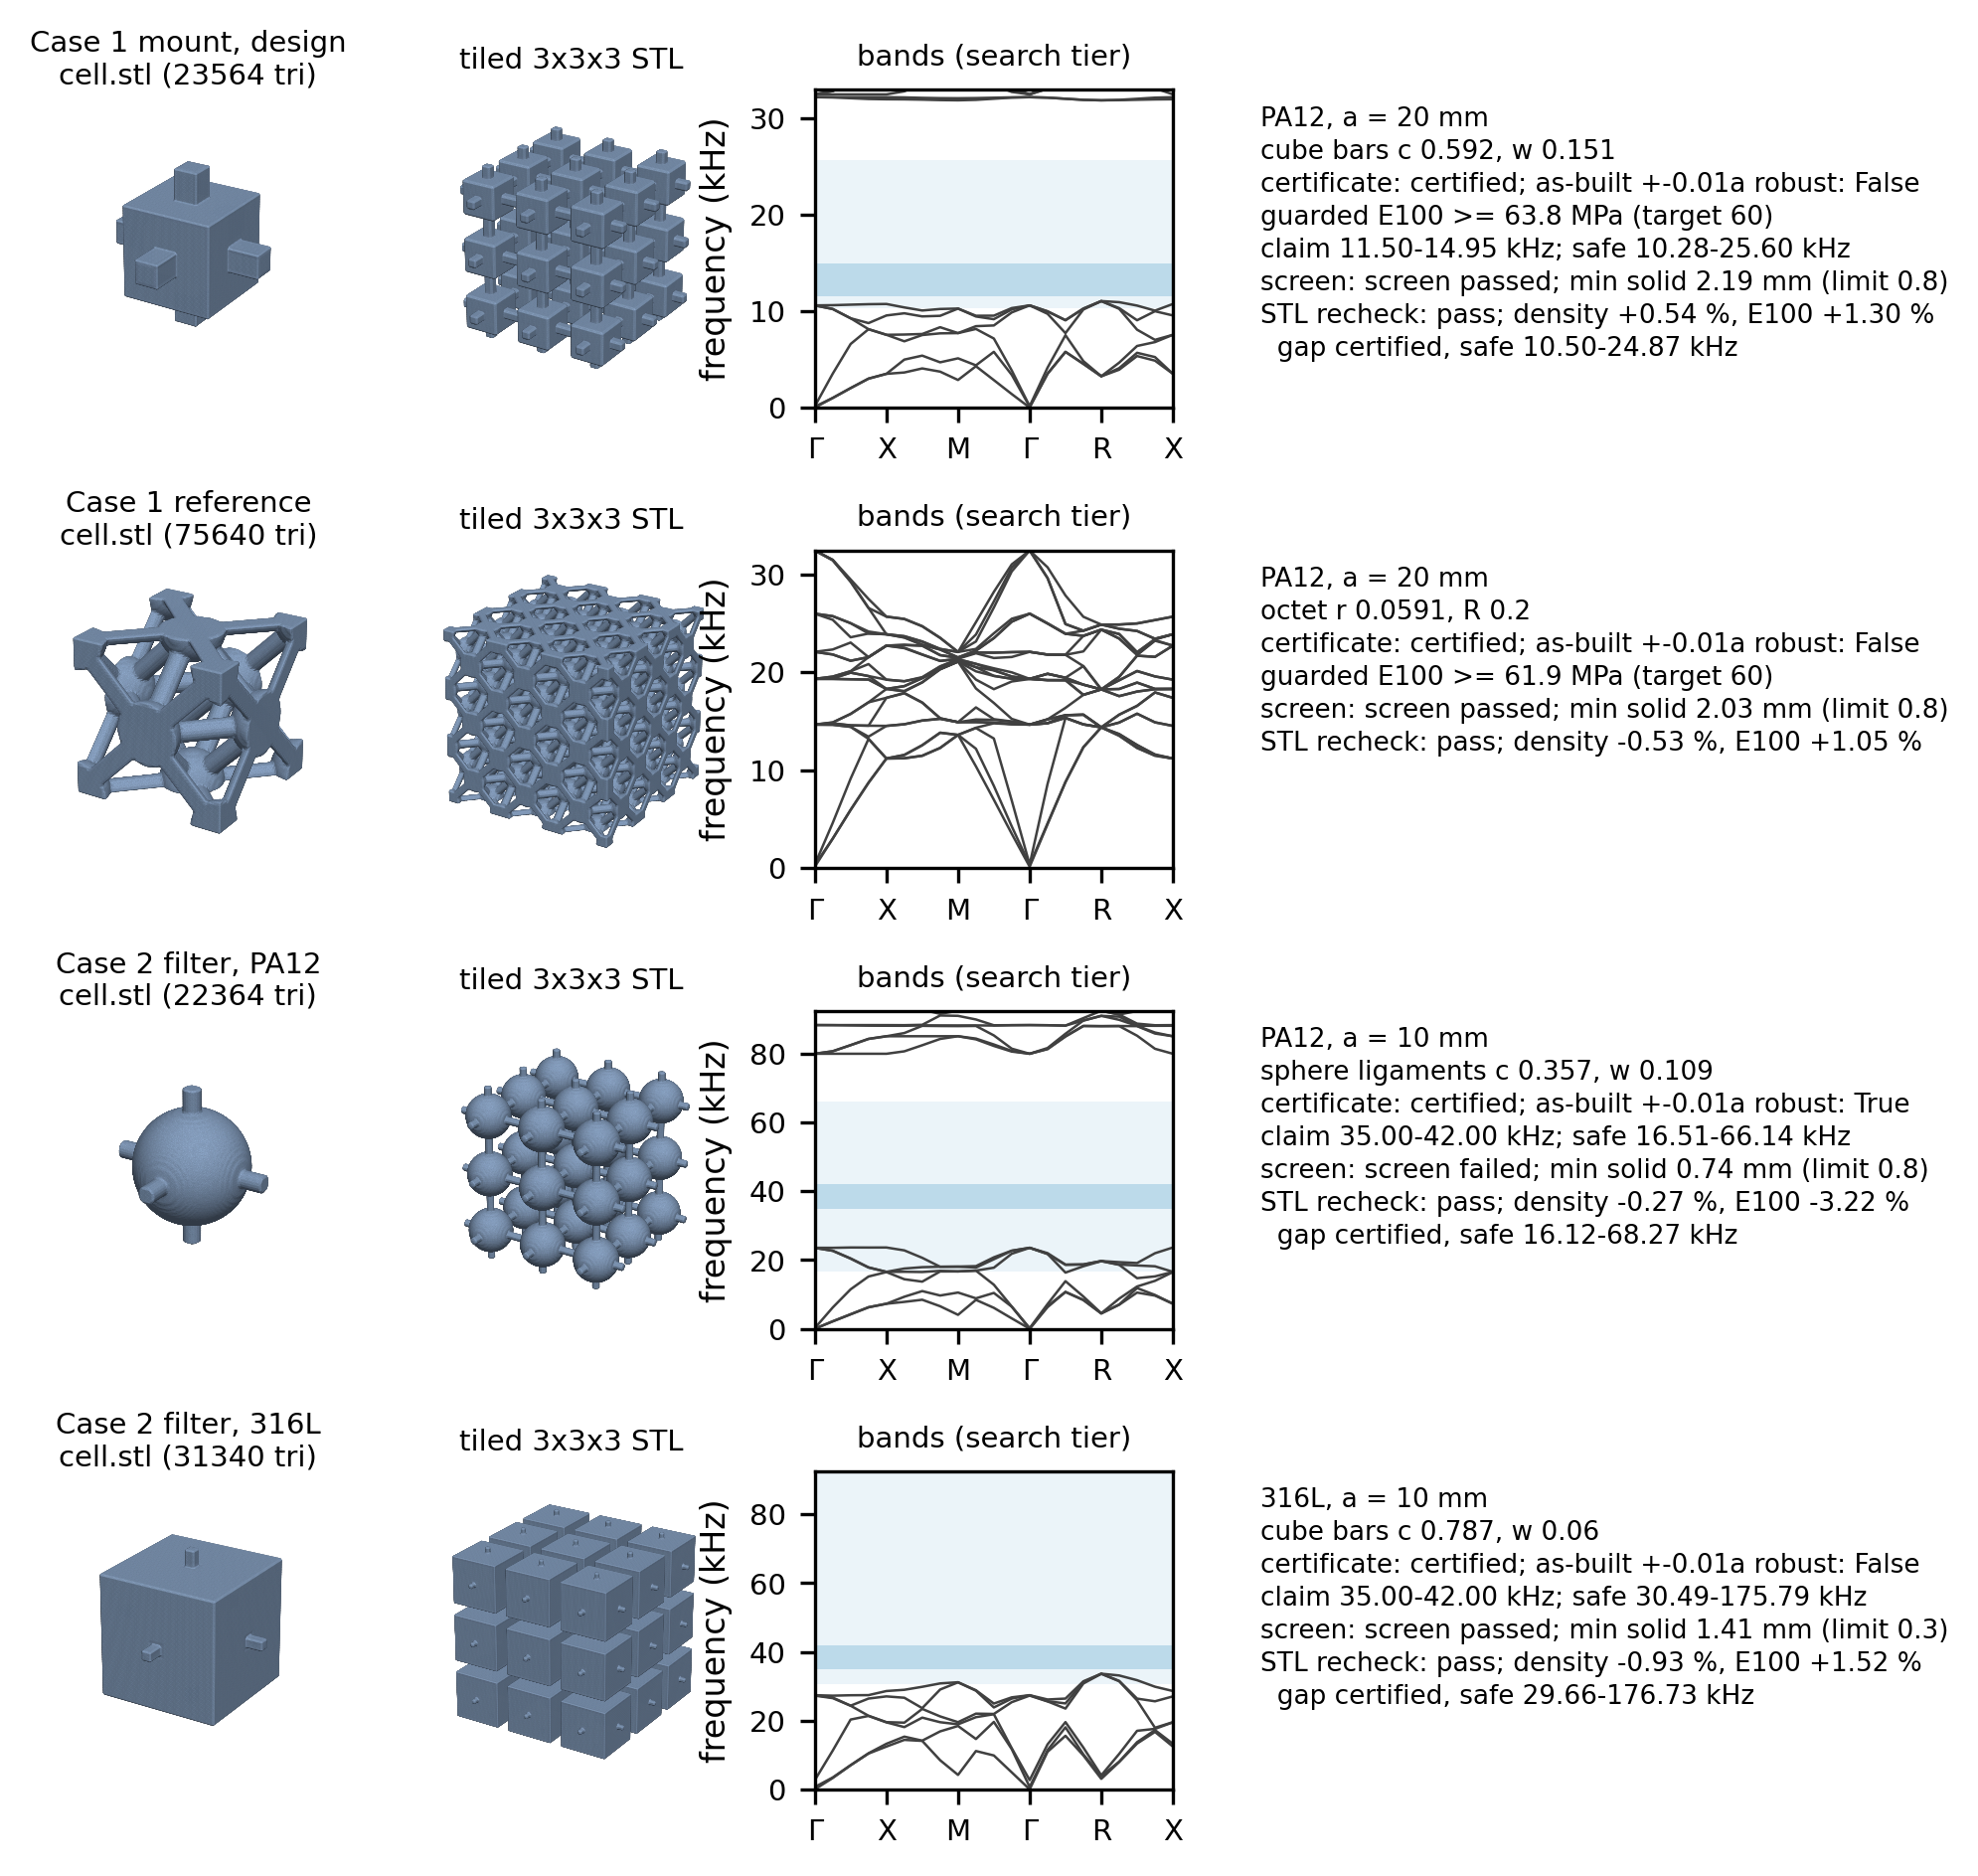 Case 1 mount, design
cell.stl (23564 tri)
tiled 3x3x3 STL
bands (search tier)
frequency (kHz)
30
20
10
0
Γ X M Γ R X
PA12, a = 20 mm
cube bars c 0.592, w 0.151
certificate: certified; as-built +-0.01a robust: False
guarded E100 >= 63.8 MPa (target 60)
claim 11.50-14.95 kHz; safe 10.28-25.60 kHz
screen: screen passed; min solid 2.19 mm (limit 0.8)
STL recheck: pass; density +0.54 %, E100 +1.30 %
gap certified, safe 10.50-24.87 kHz
Case 1 reference
cell.stl (75640 tri)
tiled 3x3x3 STL
bands (search tier)
frequency (kHz)
30
20
10
0
Γ X M Γ R X
PA12, a = 20 mm
octet r 0.0591, R 0.2
certificate: certified; as-built +-0.01a robust: False
guarded E100 >= 61.9 MPa (target 60)
screen: screen passed; min solid 2.03 mm (limit 0.8)
STL recheck: pass; density -0.53 %, E100 +1.05 %
Case 2 filter, PA12
cell.stl (22364 tri)
tiled 3x3x3 STL
bands (search tier)
frequency (kHz)
80
60
40
20
0
Γ X M Γ R X
PA12, a = 10 mm
sphere ligaments c 0.357, w 0.109
certificate: certified; as-built +-0.01a robust: True
claim 35.00-42.00 kHz; safe 16.51-66.14 kHz
screen: screen failed; min solid 0.74 mm (limit 0.8)
STL recheck: pass; density -0.27 %, E100 -3.22 %
gap certified, safe 16.12-68.27 kHz
Case 2 filter, 316L
cell.stl (31340 tri)
tiled 3x3x3 STL
bands (search tier)
frequency (kHz)
80
60
40
20
0
Γ X M Γ R X
316L, a = 10 mm
cube bars c 0.787, w 0.06
certificate: certified; as-built +-0.01a robust: False
claim 35.00-42.00 kHz; safe 30.49-175.79 kHz
screen: screen passed; min solid 1.41 mm (limit 0.3)
STL recheck: pass; density -0.93 %, E100 +1.52 %
gap certified, safe 29.66-176.73 kHz